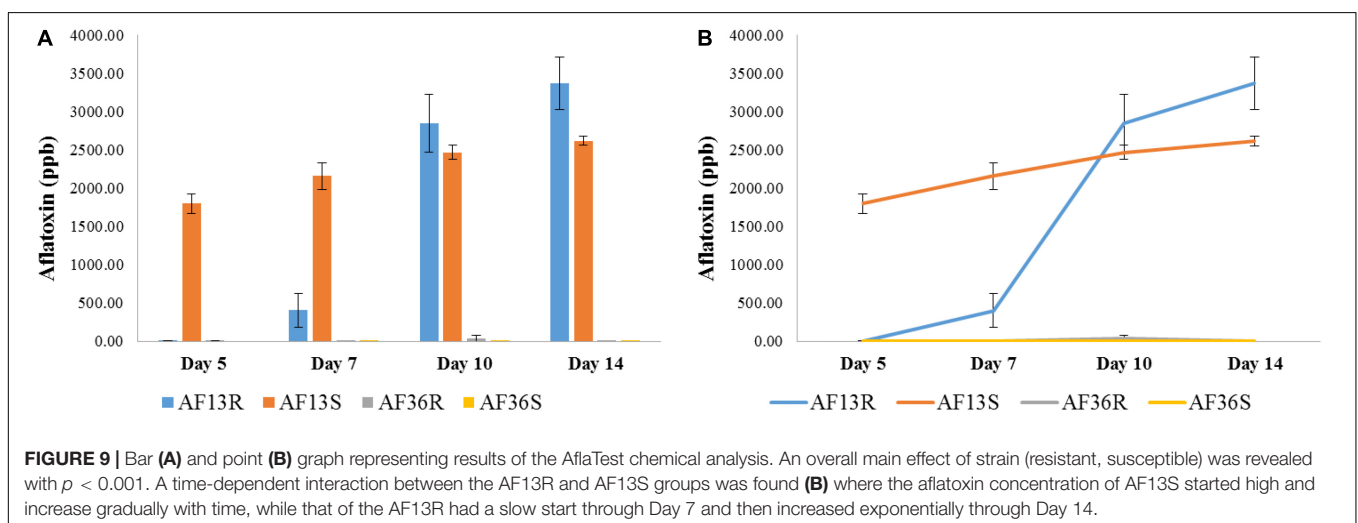 A
4000.00
3500.00
3000.00
2500.00
2000.00
1500.00
1000.00
500.00
0.00
Aflatoxin (ppb)
Day 5 Day 7 Day 10 Day 14
AF13R AF13S AF36R AF36S
B
4000.00
3500.00
3000.00
2500.00
2000.00
1500.00
1000.00
500.00
0.00
Aflatoxin (ppb)
Day 5 Day 7 Day 10 Day 14
AF13R AF13S AF36R AF36S
FIGURE 9 | Bar (A) and point (B) graph representing results of the AflaTest chemical analysis. An overall main effect of strain (resistant, susceptible) was revealed
with p < 0.001. A time-dependent interaction between the AF13R and AF13S groups was found (B) where the aflatoxin concentration of AF13S started high and
increase gradually with time, while that of the AF13R had a slow start through Day 7 and then increased exponentially through Day 14.